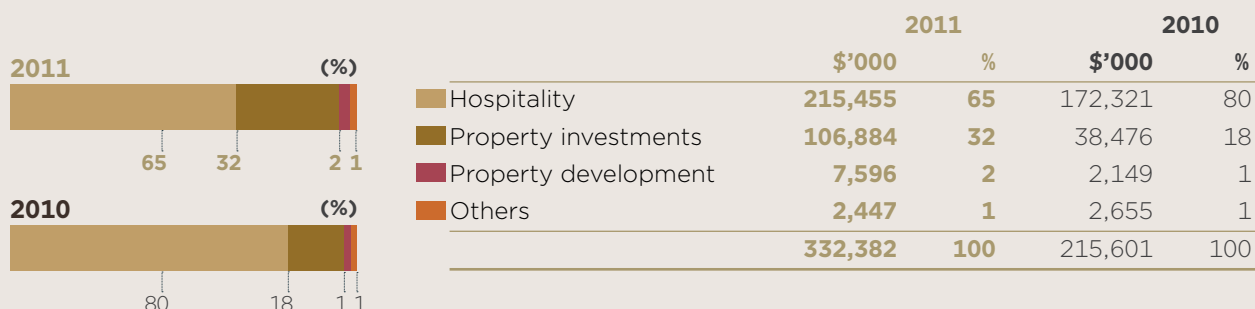 2011 (%)
65 32 2 1
2010 (%)
80 18 1 1
2011 2010
$'000 % $'000 %
Hospitality 215,455 65 172,321 80
Property investments 106,884 32 38,476 18
Property development 7,596 2 2,149 1
Others 2,447 1 2,655 1
332,382 100 215,601 100